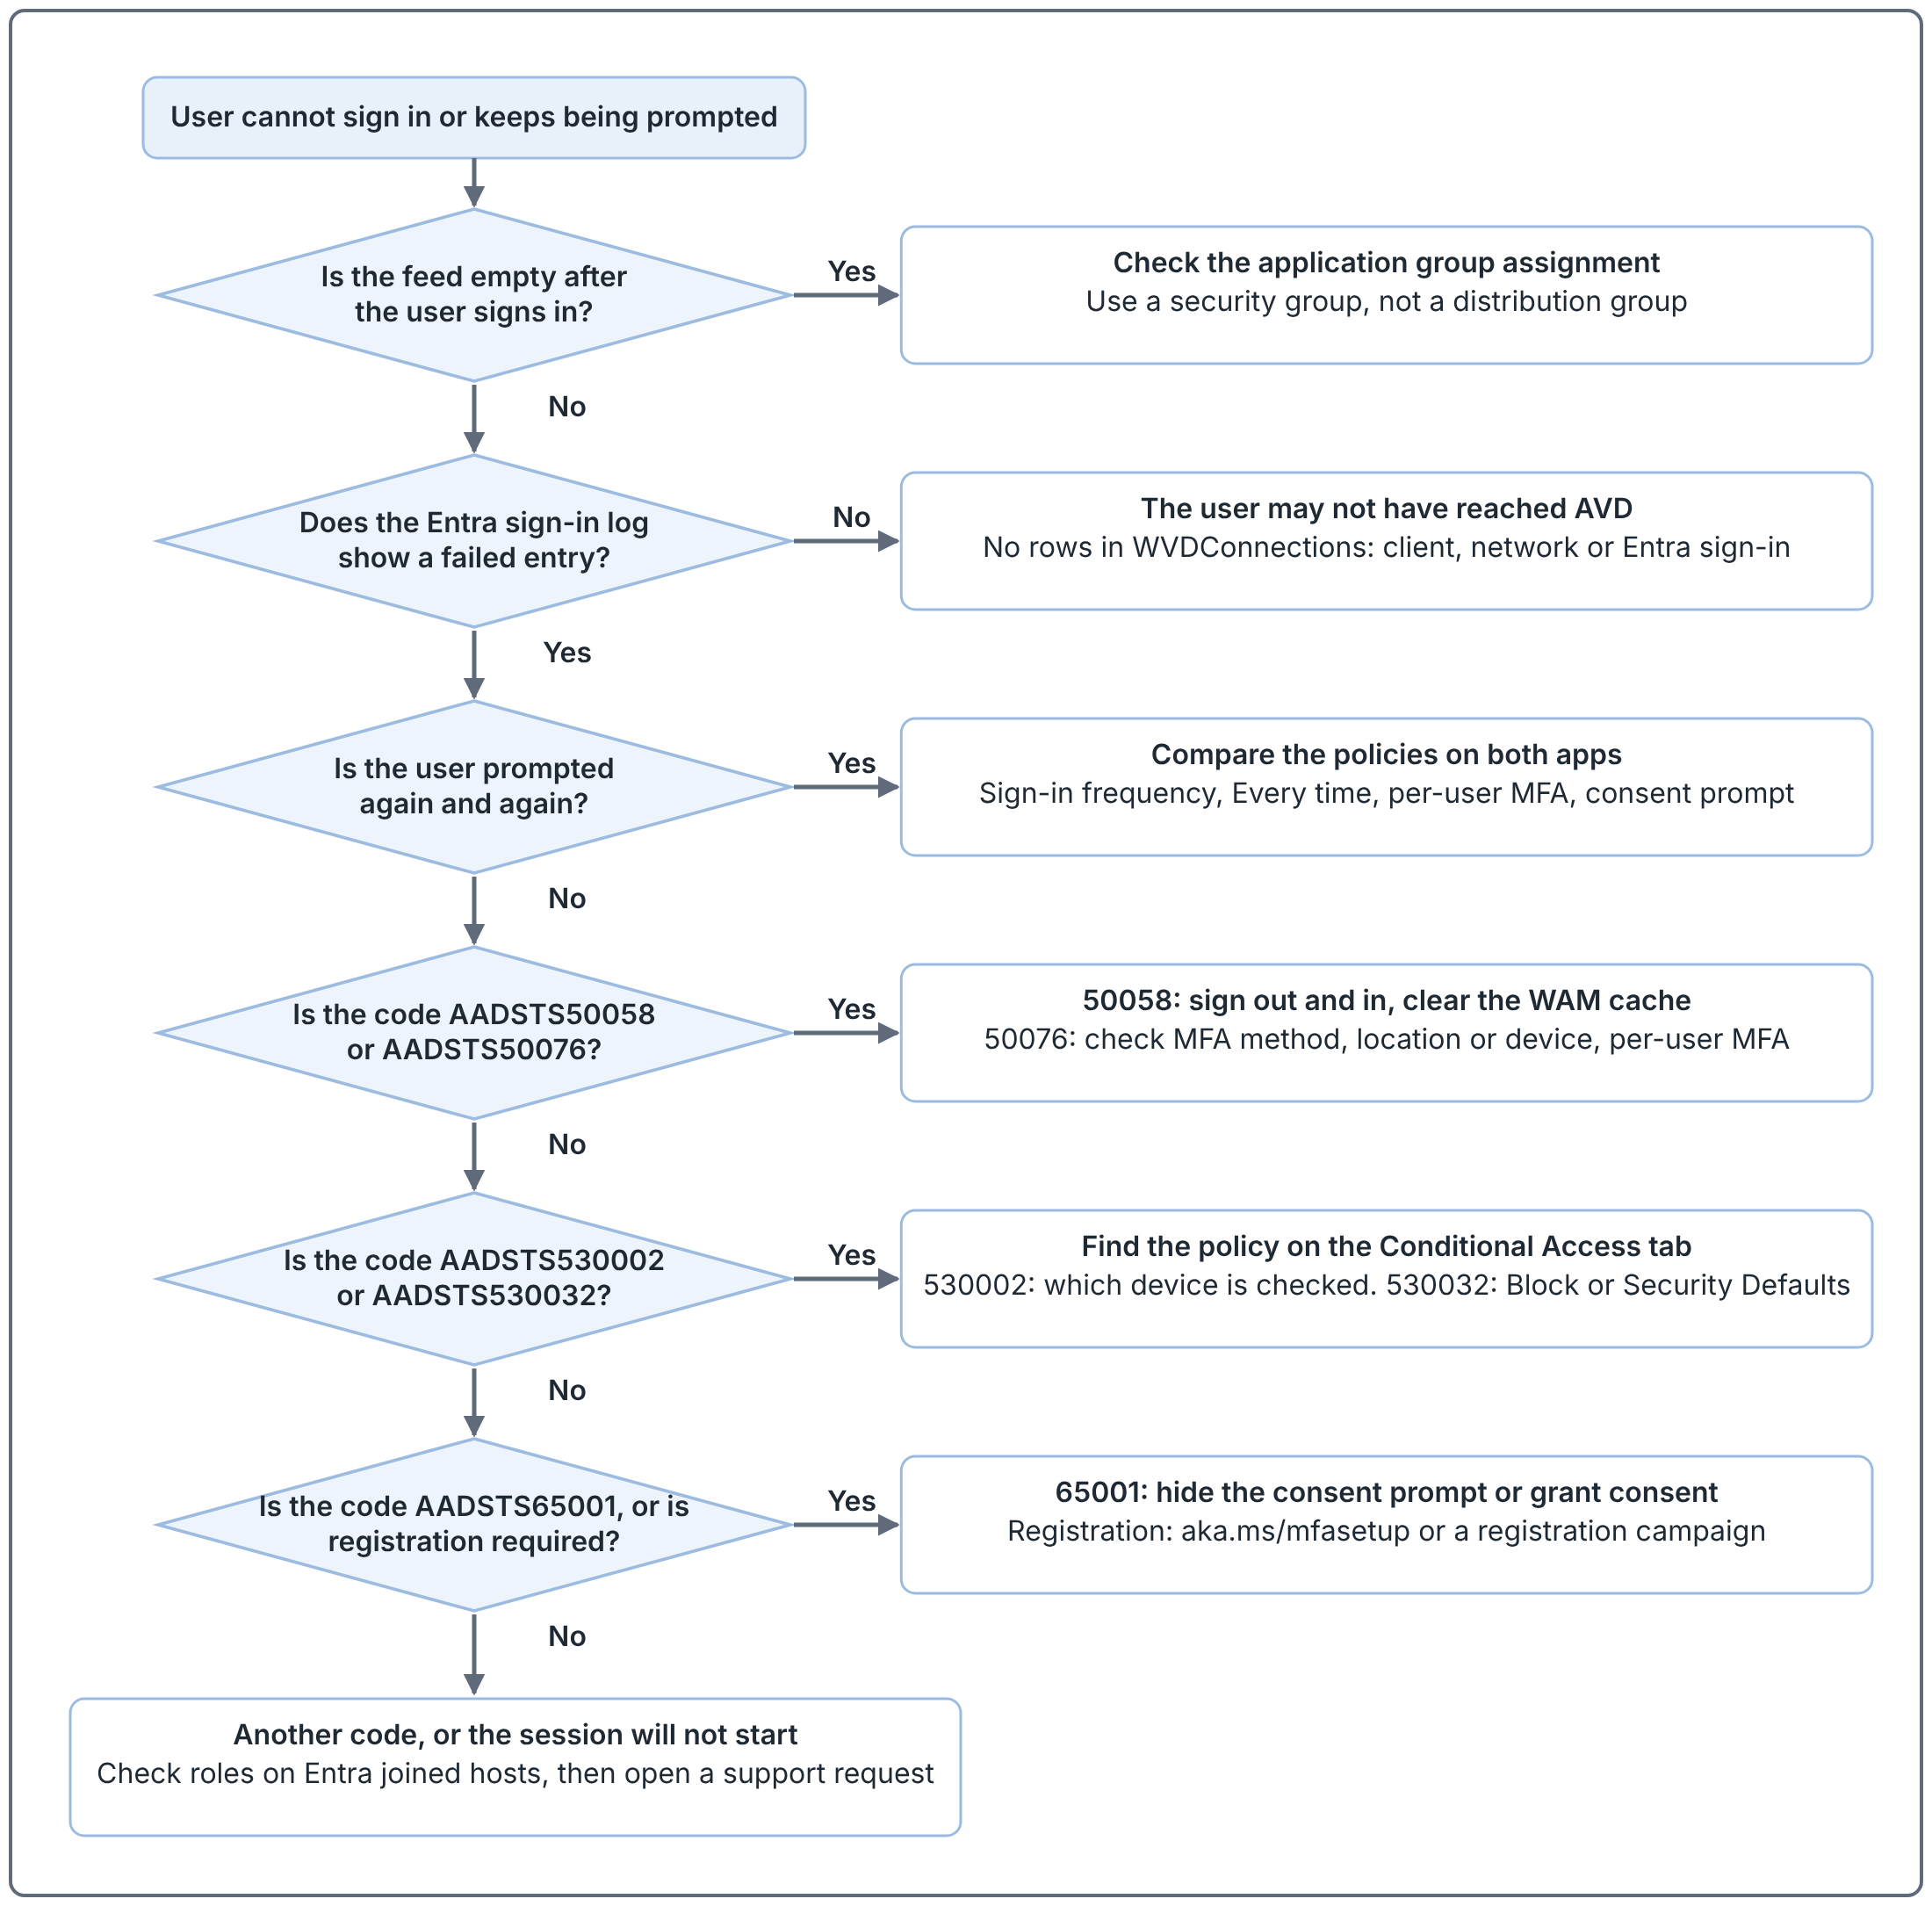 User cannot sign in or keeps being prompted
Is the feed empty after
the user signs in?
Yes
Check the application group assignment
Use a security group, not a distribution group
No
Does the Entra sign-in log
show a failed entry?
No
The user may not have reached AVD
No rows in WVDConnections: client, network or Entra sign-in
Yes
Is the user prompted
again and again?
Yes
Compare the policies on both apps
Sign-in frequency, Every time, per-user MFA, consent prompt
No
Is the code AADSTS50058
or AADSTS50076?
Yes
50058: sign out and in, clear the WAM cache
50076: check MFA method, location or device, per-user MFA
No
Is the code AADSTS530002
or AADSTS530032?
Yes
Find the policy on the Conditional Access tab
530002: which device is checked. 530032: Block or Security Defaults
No
Is the code AADSTS65001, or is
registration required?
Yes
65001: hide the consent prompt or grant consent
Registration: aka.ms/mfasetup or a registration campaign
No
Another code, or the session will not start
Check roles on Entra joined hosts, then open a support request